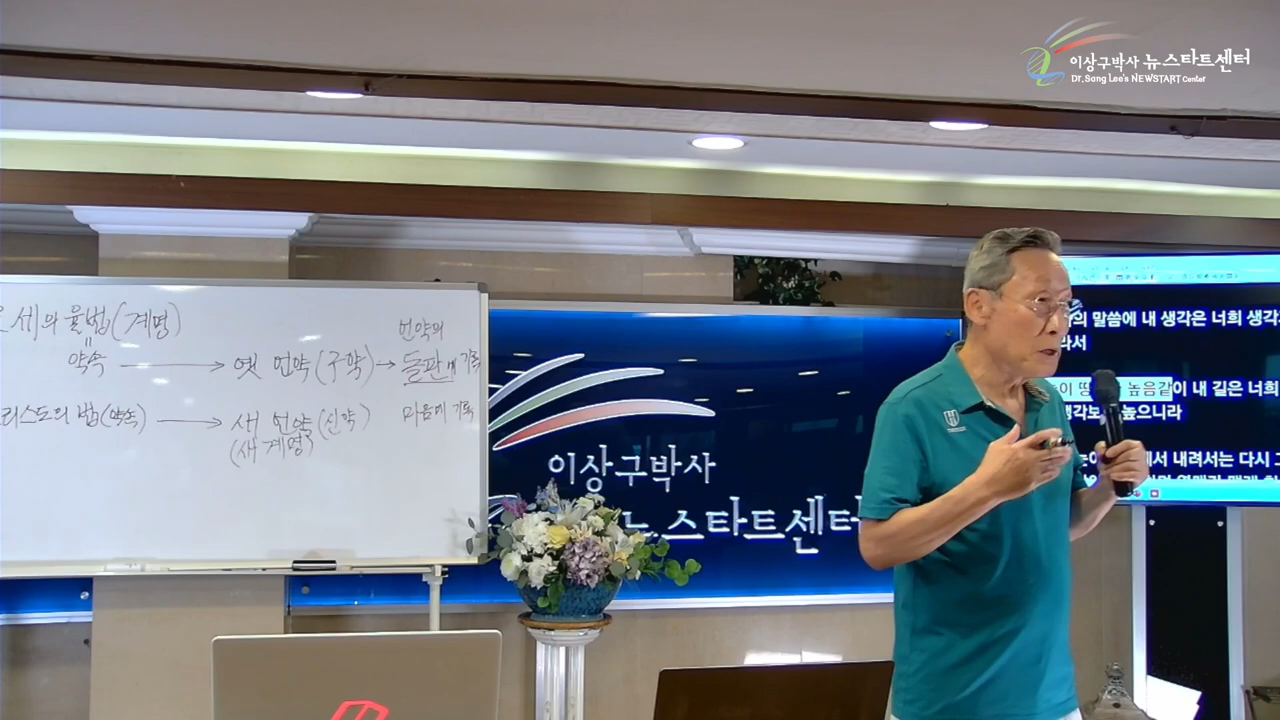 이상구박사 뉴스타트센터
Dr. Sang Lee's NEWSTART Center
세의 율법(계명)
"
약속 → 옛 언약(구약) → 언약의 돌판에 기록
리스도의 법(약속) → 새 언약(신약) 마음에 기록
(새 계명)
이상구박사
뉴스타트센터
의 말씀에 내 생각은 너희 생각
라서
이 땅 높음같이 내 길은 너희
생각보 높으니라
에서 내려서는 다시